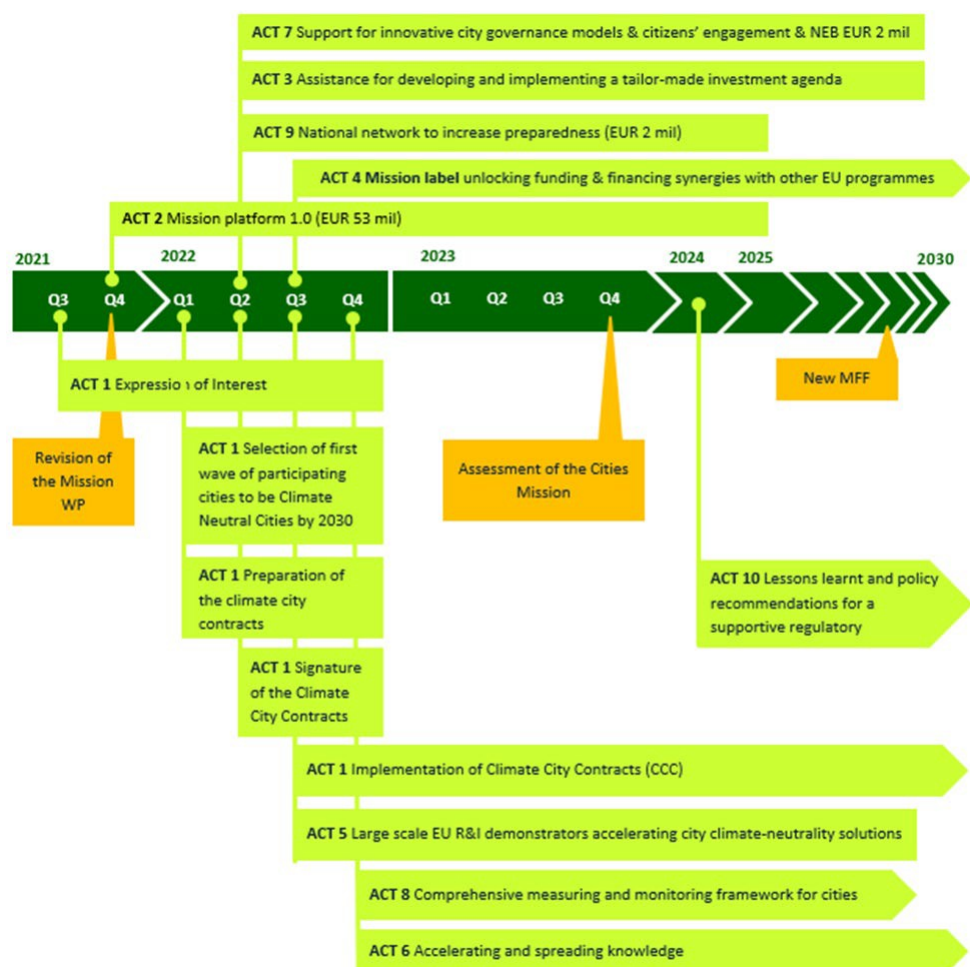 ACT 7 Support for innovative city governance models & citizens' engagement & NEB EUR 2 mil
ACT 3 Assistance for developing and implementing a tailor-made investment agenda
ACT 9 National network to increase preparedness (EUR 2 mil)
ACT 4 Mission label unlocking funding & financing synergies with other EU programmes
ACT 2 Mission platform 1.0 (EUR 53 mil)
2021 2022 2023 2024 2025 2030
Q3 Q4 Q1 Q2 Q3 Q4 Q1 Q2 Q3 Q4
ACT 1 Expression of Interest
New MFF
Revision of
the Mission
WP
ACT 1 Selection of first
wave of participating
cities to be Climate
Neutral Cities by 2030
Assessment of the Cities
Mission
ACT 1 Preparation of
the climate city
contracts
ACT 10 Lessons learnt and policy
recommendations for a
supportive regulatory
ACT 1 Signature
of the Climate
City Contracts
ACT 1 Implementation of Climate City Contracts (CCC)
ACT 5 Large scale EU R&I demonstrators accelerating city climate-neutrality solutions
ACT 8 Comprehensive measuring and monitoring framework for cities
ACT 6 Accelerating and spreading knowledge